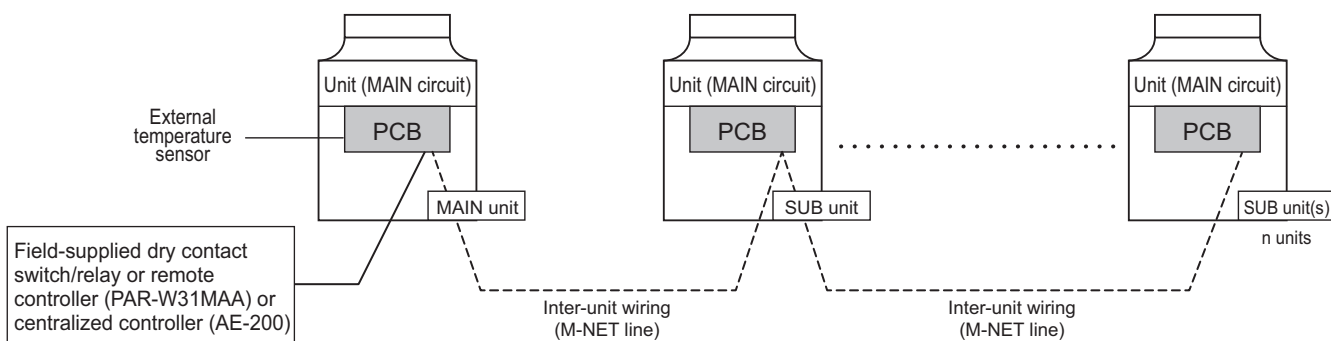 Unit (MAIN circuit)
Unit (MAIN circuit)
Unit (MAIN circuit)
External
temperature
sensor
PCB
PCB
PCB
MAIN unit
SUB unit
SUB unit(s)
n units
Field-supplied dry contact
switch/relay or remote
controller (PAR-W31MAA) or
centralized controller (AE-200)
Inter-unit wiring
(M-NET line)
Inter-unit wiring
(M-NET line)